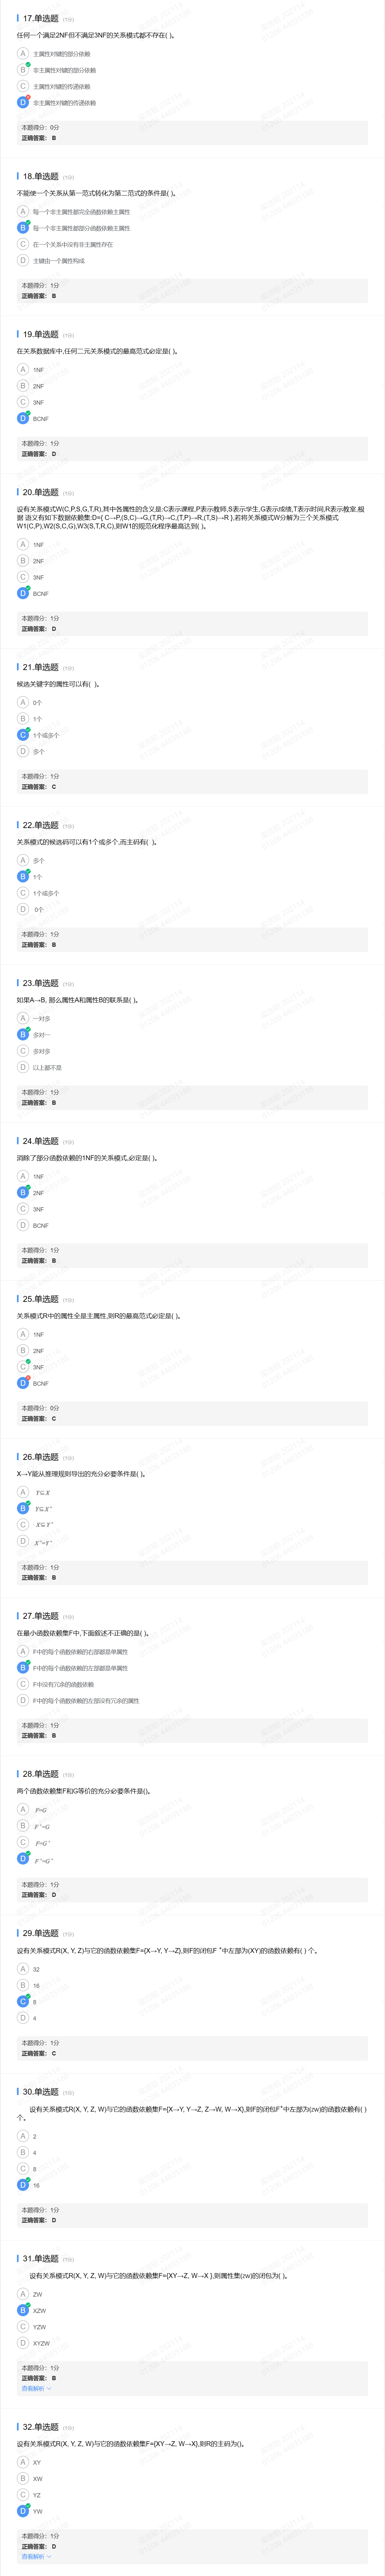 17.单选题 (1分)
任何一个满足2NF但不满足3NF的关系模式都不存在( )。
A 主属性对键的部分依赖
B 非主属性对键的部分依赖
C 主属性对键的传递依赖
D 非主属性对键的传递依赖
本题得分：0分
正确答案： B
18.单选题 (1分)
不能使一个关系从第一范式转化为第二范式的条件是( )。
A 每一个非主属性都完全函数依赖主属性
B 每一个非主属性都部分函数依赖主属性
C 在一个关系中没有非主属性存在
D 主键由一个属性构成
本题得分：1分
正确答案： B
19.单选题 (1分)
在关系数据库中,任何二元关系模式的最高范式必定是( )。
A 1NF
B 2NF
C 3NF
D BCNF
本题得分：1分
正确答案： D
20.单选题 (1分)
设有关系模式W(C,P,S,G,T,R),其中各属性的含义是:C表示课程,P表示教师,S表示学生,G表示成绩,T表示时间,R表示教室,根
据 语义有如下数据依赖集:D={ C→P,(S,C)→G,(T,R)→C,(T,P)→R,(T,S)→R },若将关系模式W分解为三个关系模式
W1(C,P),W2(S,C,G),W3(S,T,R,C),则W1的规范化程序最高达到( )。
A 1NF
B 2NF
C 3NF
D BCNF
本题得分：1分
正确答案： D
21.单选题 (1分)
候选关键字的属性可以有( )。
A 0个
B 1个
C 1个或多个
D 多个
本题得分：1分
正确答案： C
22.单选题 (1分)
关系模式的候选码可以有1个或多个,而主码有( )。
A 多个
B 1个
C 1个或多个
D 0个
本题得分：1分
正确答案： B
23.单选题 (1分)
如果A→B, 那么属性A和属性B的联系是( )。
A 一对多
B 多对一
C 多对多
D 以上都不是
本题得分：1分
正确答案： B
24.单选题 (1分)
消除了部分函数依赖的1NF的关系模式,必定是( )。
A 1NF
B 2NF
C 3NF
D BCNF
本题得分：1分
正确答案： B
25.单选题 (1分)
关系模式R中的属性全是主属性,则R的最高范式必定是( )。
A 1NF
B 2NF
C 3NF
D BCNF
本题得分：0分
正确答案： C
26.单选题 (1分)
X→Y能从推理规则导出的充分必要条件是( )。
A Y⊆X
B Y⊆X⁺
C X⊆Y⁺
D X⁺=Y⁺
本题得分：1分
正确答案： B
27.单选题 (1分)
在最小函数依赖集F中,下面叙述不正确的是( )。
A F中的每个函数依赖的右部都是单属性
B F中的每个函数依赖的左部都是单属性
C F中没有冗余的函数依赖
D F中的每个函数依赖的左部没有冗余的属性
本题得分：1分
正确答案： B
28.单选题 (1分)
两个函数依赖集F和G等价的充分必要条件是()。
A F=G
B F⁺=G
C F=G⁺
D F⁺=G⁺
本题得分：1分
正确答案： D
29.单选题 (1分)
设有关系模式R(X, Y, Z)与它的函数依赖集F={X→Y, Y→Z},则F的闭包F ⁺中左部为(XY)的函数依赖有( ) 个。
A 32
B 16
C 8
D 4
本题得分：1分
正确答案： C
30.单选题 (1分)
设有关系模式R(X, Y, Z, W)与它的函数依赖集F={X→Y, Y→Z, Z→W, W→X},则F的闭包F⁺中左部为(zw)的函数依赖有( )
个。
A 2
B 4
C 8
D 16
本题得分：1分
正确答案： D
31.单选题 (1分)
设有关系模式R(X, Y, Z, W)与它的函数依赖集F={XY→Z, W→X },则属性集(zw)的闭包为( )。
A ZW
B XZW
C YZW
D XYZW
本题得分：1分
正确答案： B
查看解析
32.单选题 (1分)
设有关系模式R(X, Y, Z, W)与它的函数依赖集F={XY→Z, W→X},则R的主码为()。
A XY
B XW
C YZ
D YW
本题得分：1分
正确答案： D
查看解析